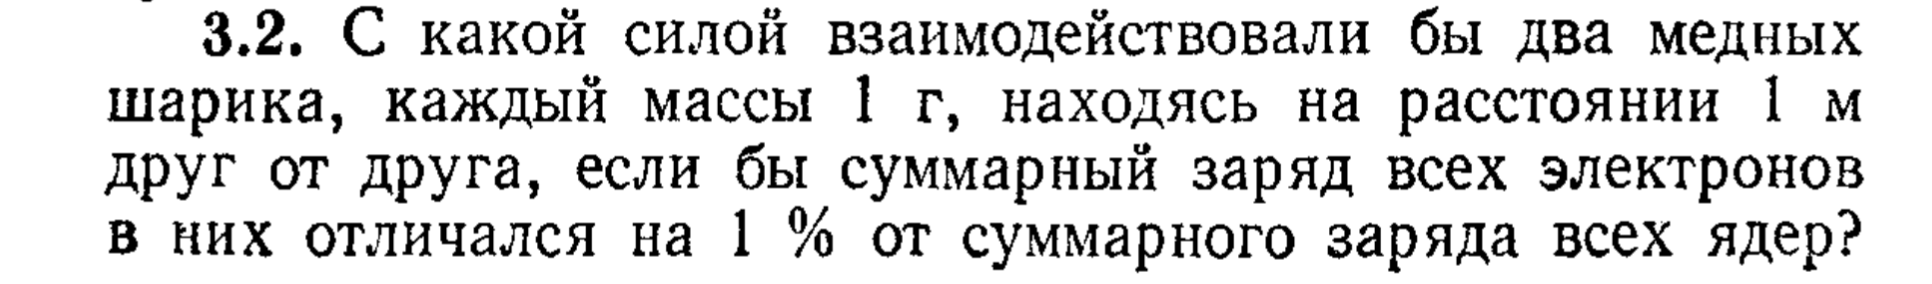 3.2. С какой силой взаимодействовали бы два медных
шарика, каждый массы 1 г, находясь на расстоянии 1 м
друг от друга, если бы суммарный заряд всех электронов
в них отличался на 1 % от суммарного заряда всех ядер?